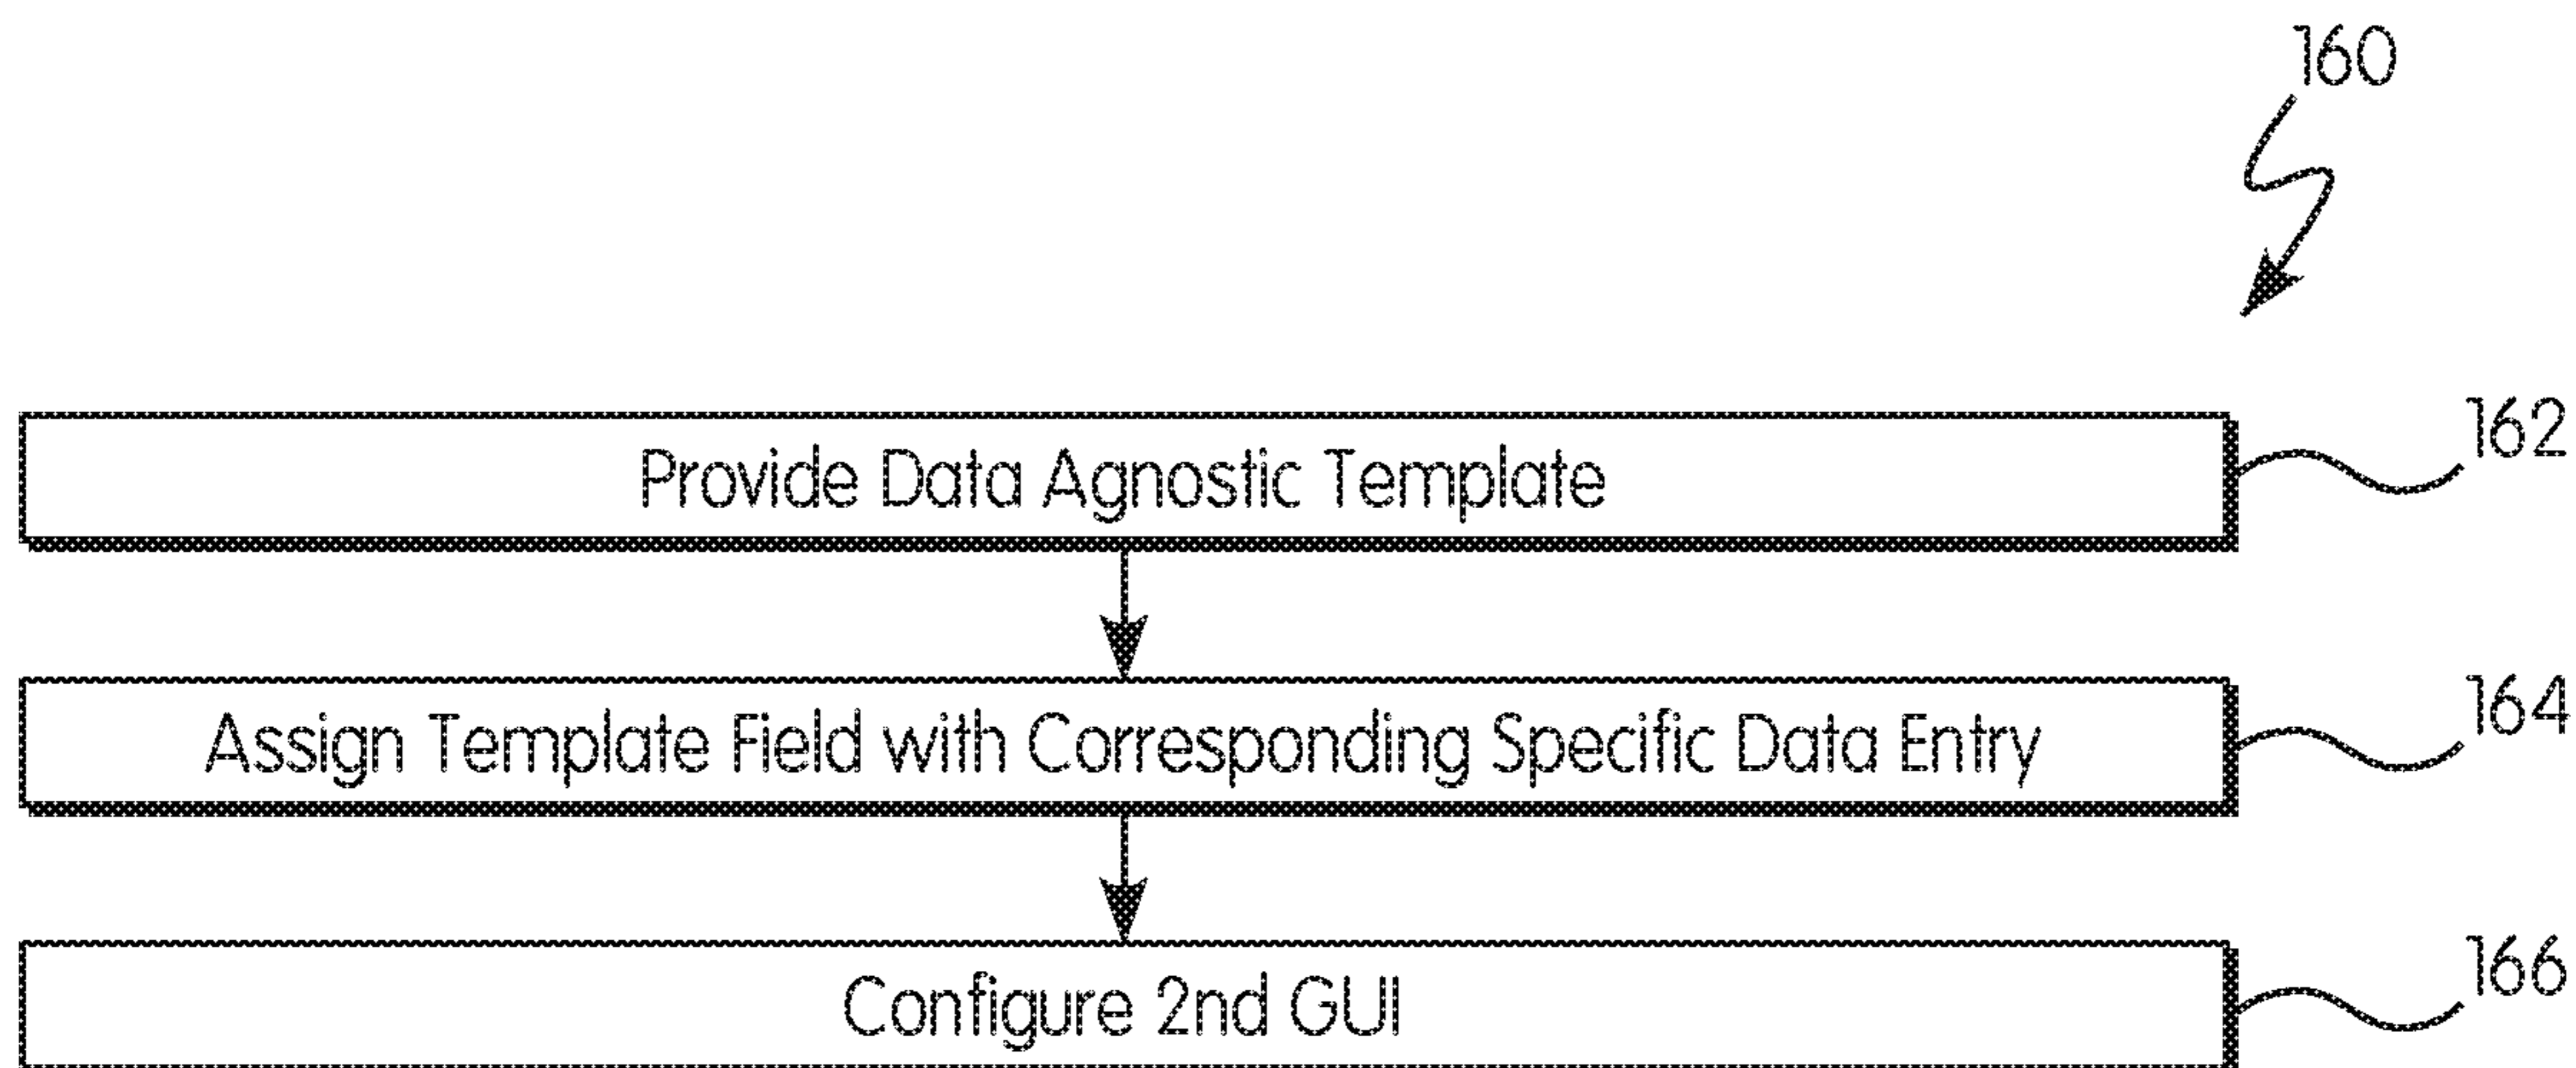 160
Provide Data Agnostic Template
162
Assign Template Field with Corresponding Specific Data Entry
164
Configure 2nd GUI
166